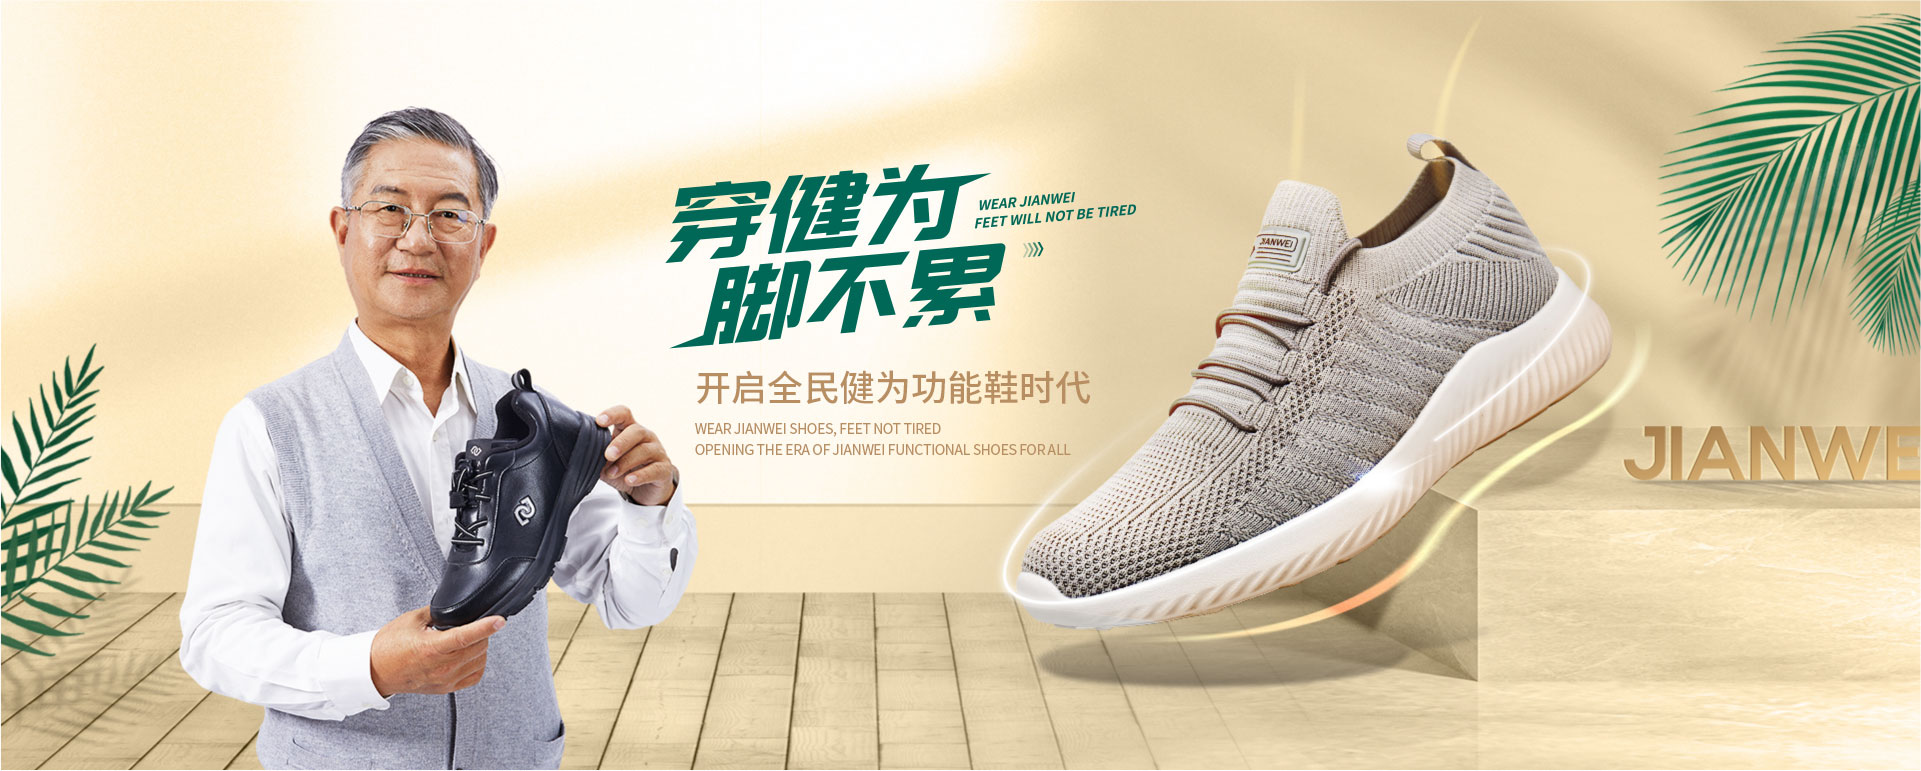 穿健为
WEAR JIANWEI
FEET WILL NOT BE TIRED
脚不累
开启全民健为功能鞋时代
WEAR JIANWEI SHOES, FEET NOT TIRED
OPENING THE ERA OF JIANWEI FUNCTIONAL SHOES FOR ALL
JIANWEI
JIANWE